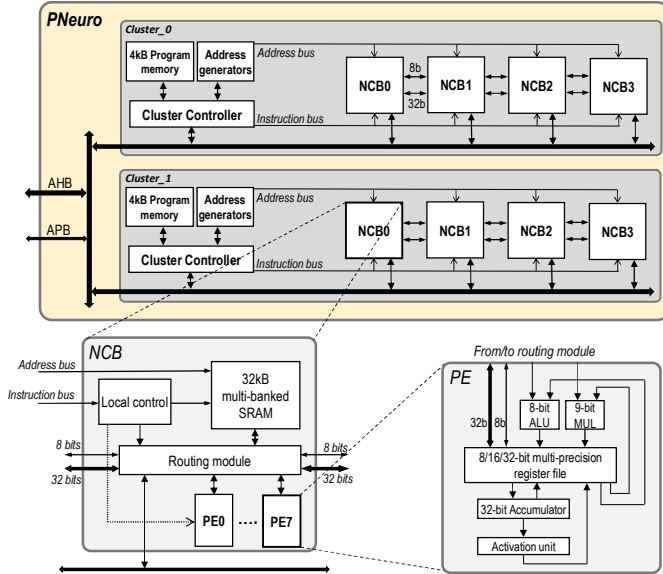 PNeuro
Cluster_0
4kB Program
memory
Address
generators
Address bus
NCB0
8b
32b
NCB1
NCB2
NCB3
Cluster Controller
Instruction bus
AHB
APB
Cluster_1
4kB Program
memory
Address
generators
Address bus
NCB0
NCB1
NCB2
NCB3
Cluster Controller
Instruction bus
NCB
Address bus
Instruction bus
Local control
32kB
multi-banked
SRAM
8 bits
32 bits
Routing module
8 bits
32 bits
PE0
....
PE7
From/to routing module
PE
32b
8b
8-bit
ALU
9-bit
MUL
8/16/32-bit multi-precision
register file
32-bit Accumulator
Activation unit